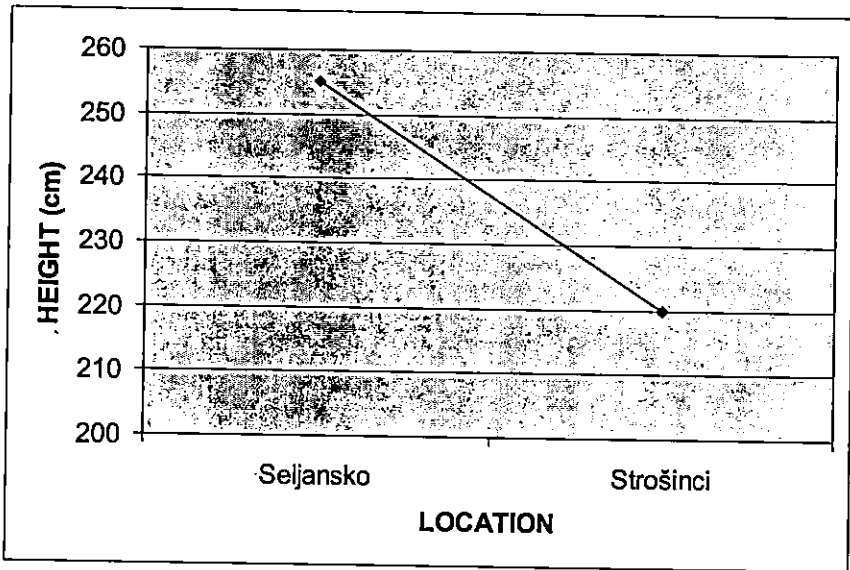 260
250
240
230
220
210
200
HEIGHT (cm)
Seljansko
Strošinci
LOCATION